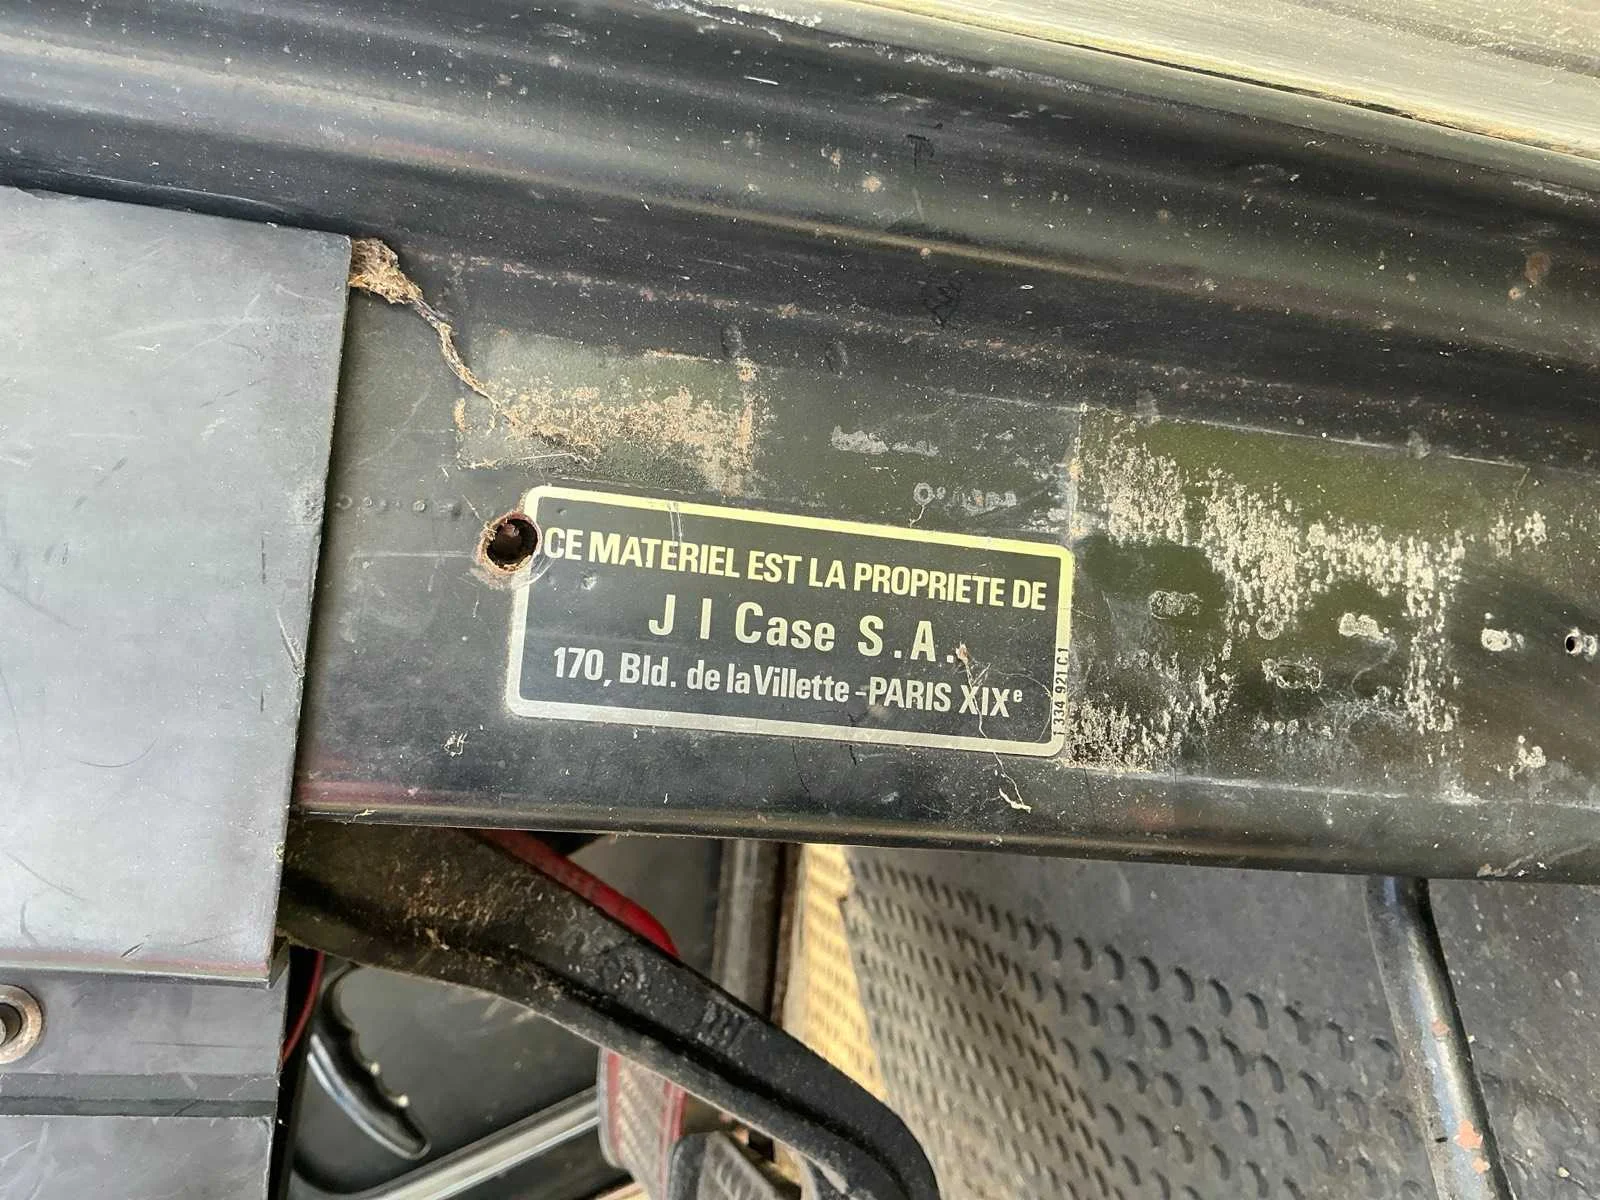 CE MATERIEL EST LA PROPRIETE DE
J I Case S.A.
170, Bld. de la Villette - PARIS XIXe
1 334 921 C1